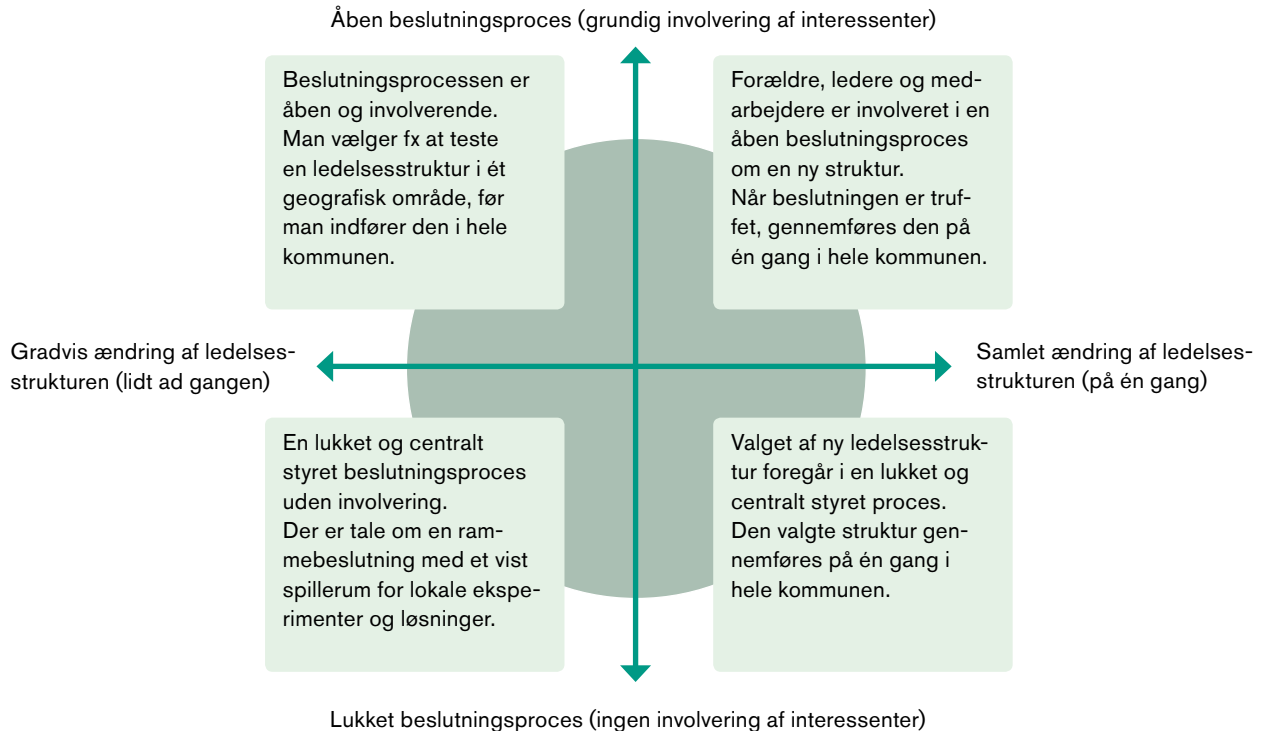 Åben beslutningsproces (grundig involvering af interessenter)
Beslutningsprocessen er
åben og involverende.
Man vælger fx at teste
en ledelsesstruktur i ét
geografisk område, før
man indfører den i hele
kommunen.
Forældre, ledere og med-
arbejdere er involveret i en
åben beslutningsproces
om en ny struktur.
Når beslutningen er truf-
fet, gennemføres den på
én gang i hele kommunen.
Gradvis ændring af ledelses-
strukturen (lidt ad gangen)
Samlet ændring af ledelses-
strukturen (på én gang)
En lukket og centralt
styret beslutningsproces
uden involvering.
Der er tale om en ram-
mebeslutning med et vist
spillerum for lokale ekspe-
rimenter og løsninger.
Valget af ny ledelsesstruk-
tur foregår i en lukket og
centralt styret proces.
Den valgte struktur gen-
nemføres på én gang i
hele kommunen.
Lukket beslutningsproces (ingen involvering af interessenter)